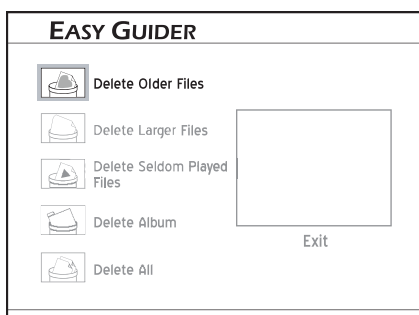 EASY GUIDER
Delete Older Files
Delete Larger Files
Delete Seldom Played
Files
Delete Album
Exit
Delete All